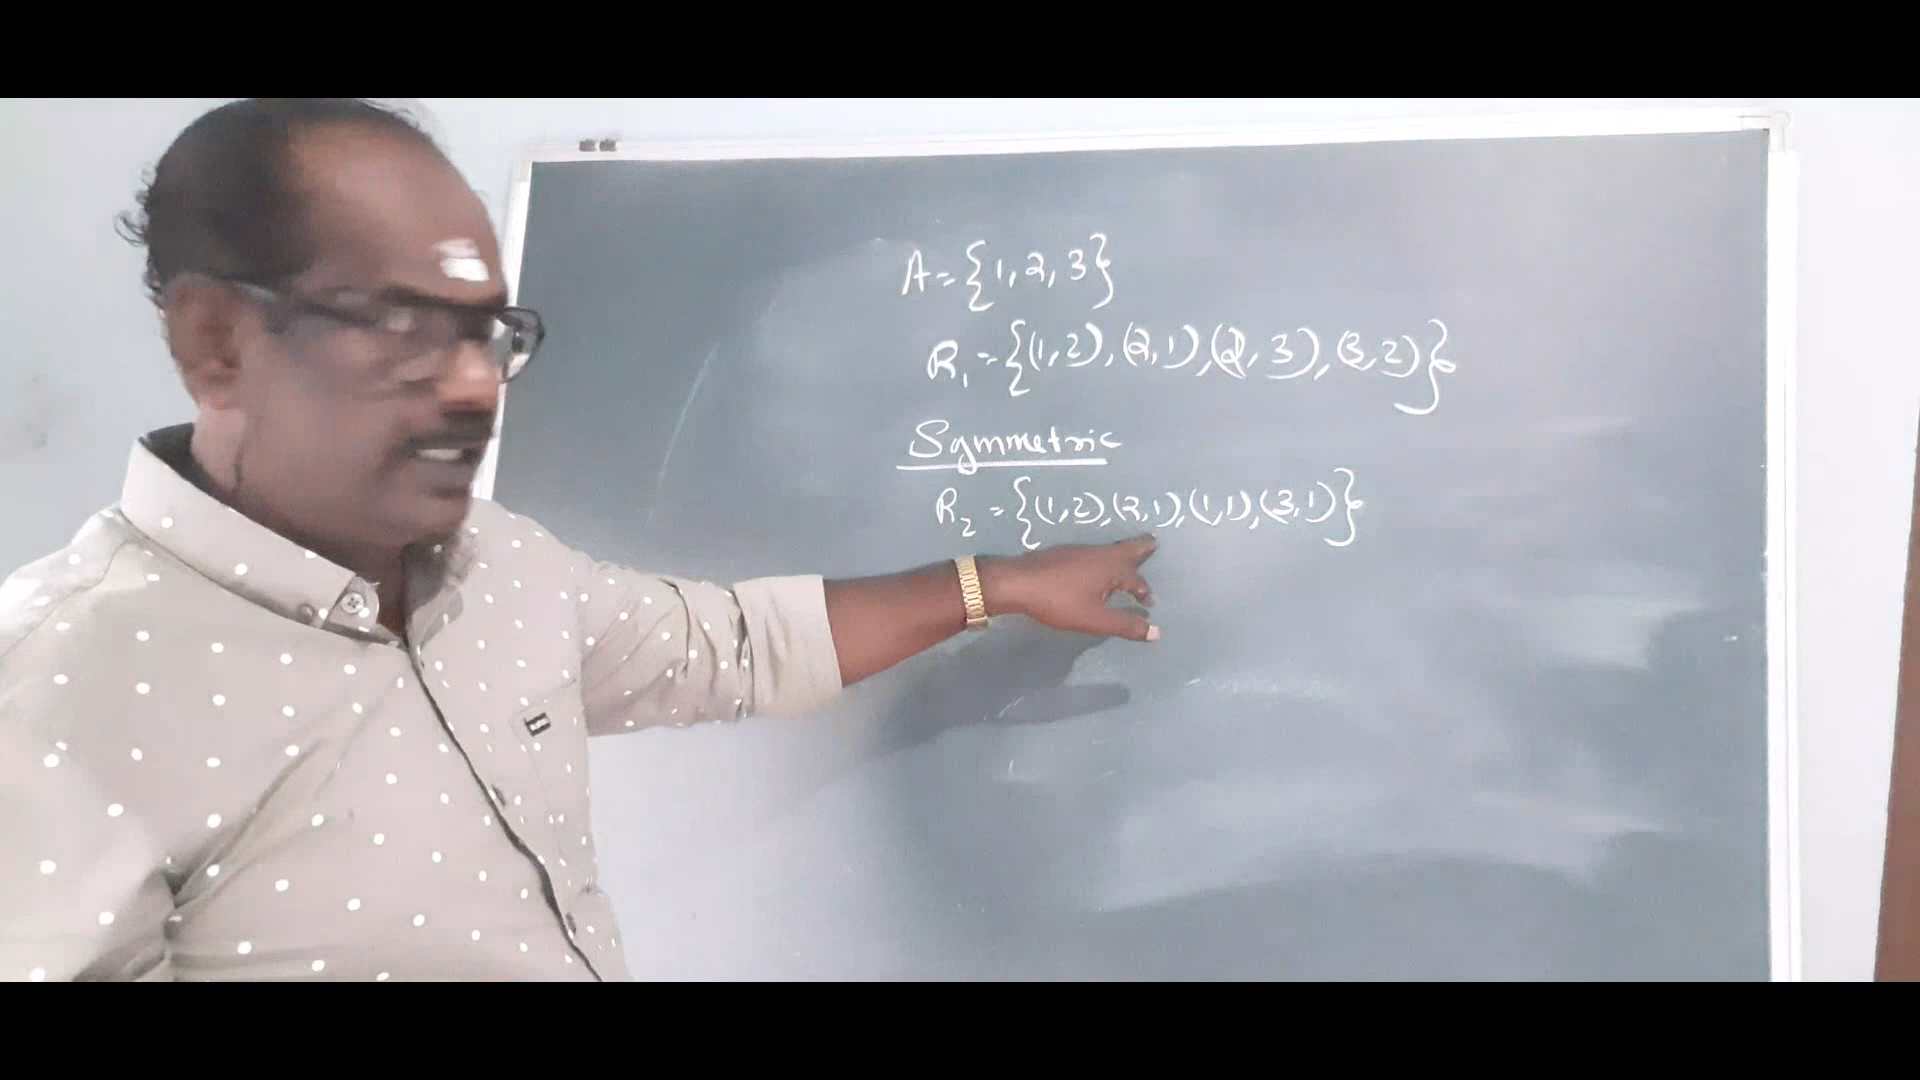 A = {1, 2, 3}
R₁ = {(1,2), (2,1), (2,3), (3,2)}
Symmetric
R₂ = {(1,2), (2,1), (1,1), (3,1)}